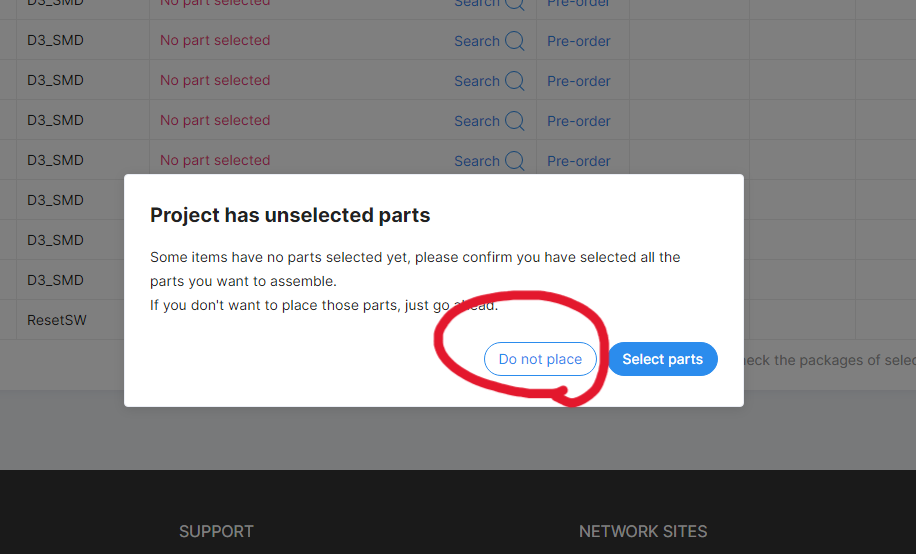 D3_SMD No part selected Search Pre-order
D3_SMD No part selected Search Pre-order
D3_SMD No part selected Search Pre-order
D3_SMD No part selected Search Pre-order
D3_SMD No part selected Search Pre-order
D3_SMD
D3_SMD
D3_SMD
ResetSW
Project has unselected parts
Some items have no parts selected yet, please confirm you have selected all the
parts you want to assemble.
If you don't want to place those parts, just go ahead.
Do not place Select parts
the packages of selec
SUPPORT NETWORK SITES